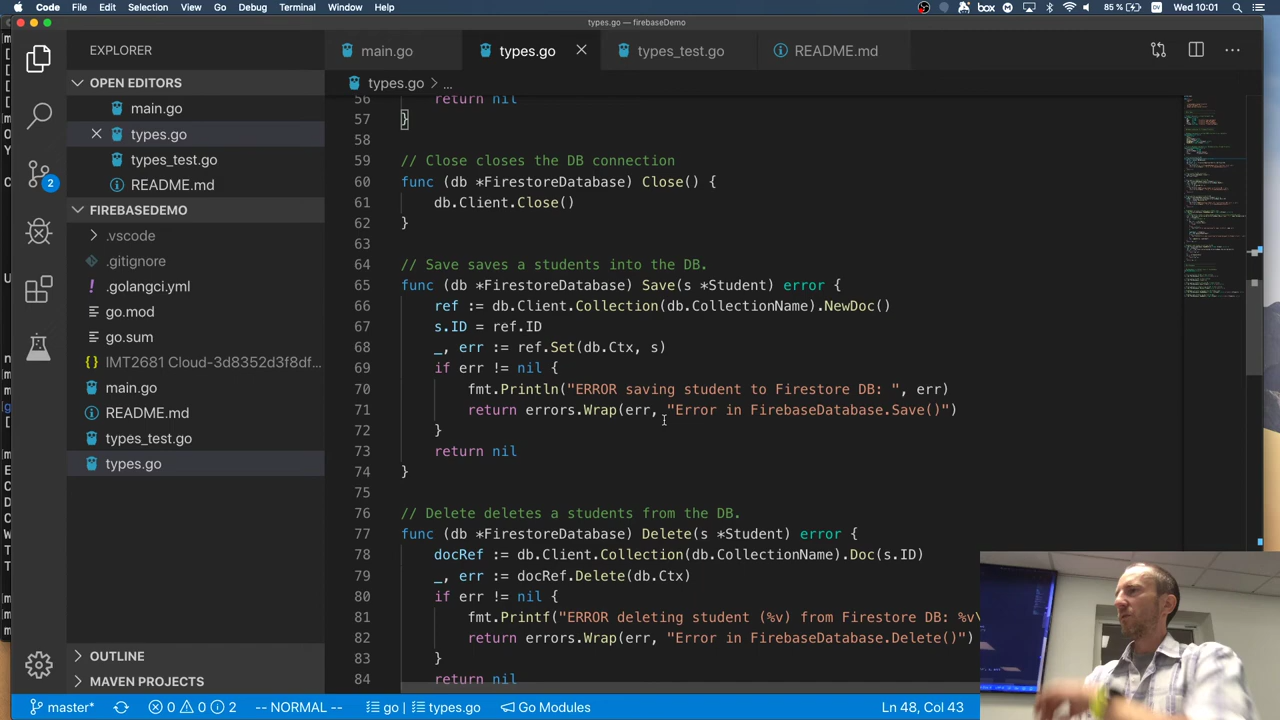 Code File Edit Selection View Go Debug Terminal Window Help
box 85 % DV Wed 10:01
types.go — firebaseDemo
EXPLORER
main.go types.go types_test.go README.md
OPEN EDITORS
types.go > ...
main.go
types.go
types_test.go
README.md
2
FIREBASEDEMO
.vscode
.gitignore
.golangci.yml
go.mod
go.sum
IMT2681 Cloud-3d8352d3f8df...
main.go
README.md
types_test.go
types.go
OUTLINE
MAVEN PROJECTS
56 return nil
57 }
58
59 // Close closes the DB connection
60 func (db *FirestoreDatabase) Close() {
61 db.Client.Close()
62 }
63
64 // Save saves a students into the DB.
65 func (db *FirestoreDatabase) Save(s *Student) error {
66 ref := db.Client.Collection(db.CollectionName).NewDoc()
67 s.ID = ref.ID
68 _, err := ref.Set(db.Ctx, s)
69 if err != nil {
70 fmt.Println("ERROR saving student to Firestore DB: ", err)
71 return errors.Wrap(err, "Error in FirebaseDatabase.Save()")
72 }
73 return nil
74 }
75
76 // Delete deletes a students from the DB.
77 func (db *FirestoreDatabase) Delete(s *Student) error {
78 docRef := db.Client.Collection(db.CollectionName).Doc(s.ID)
79 _, err := docRef.Delete(db.Ctx)
80 if err != nil {
81 fmt.Printf("ERROR deleting student (%v) from Firestore DB: %v\
82 return errors.Wrap(err, "Error in FirebaseDatabase.Delete()")
83 }
84 return nil
master* 0 0 2 -- NORMAL -- go | types.go Go Modules Ln 48, Col 43